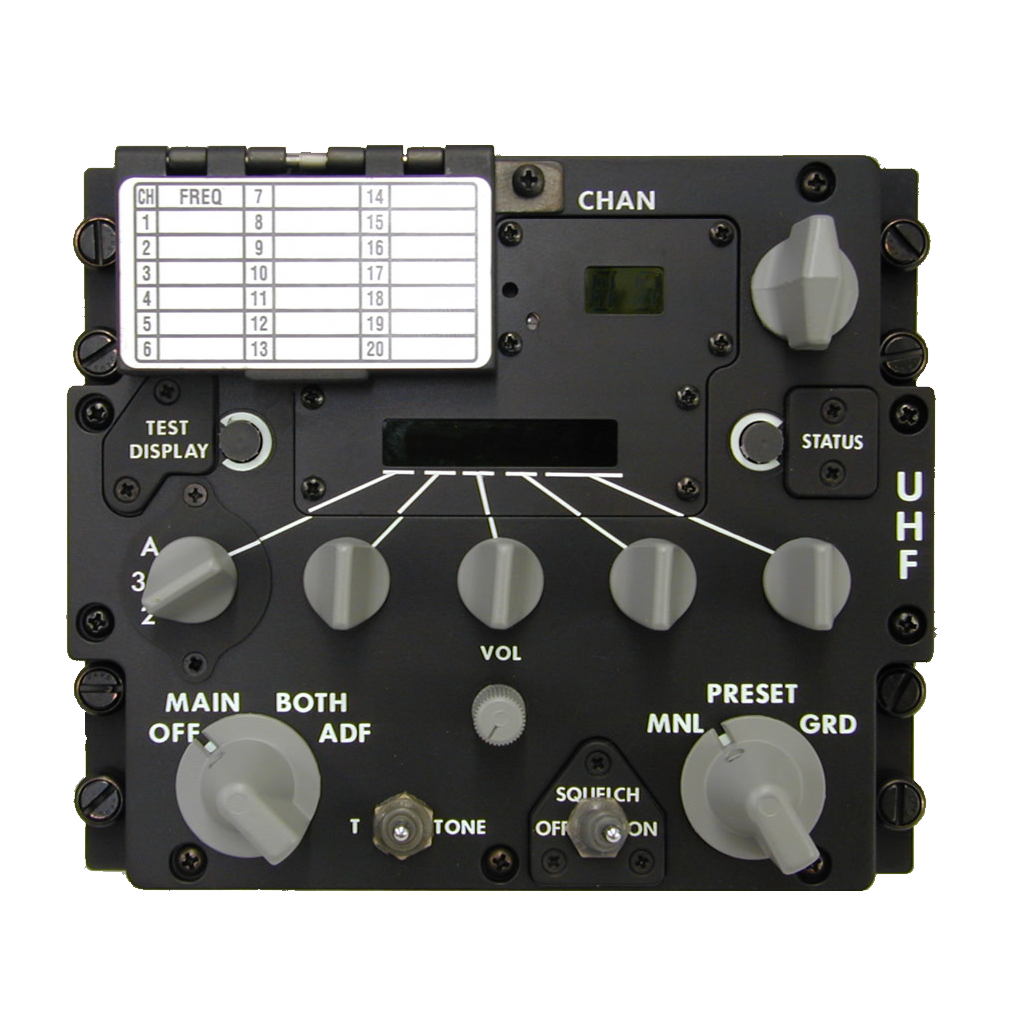 CH FREQ 7 14
1 8 15
2 9 16
3 10 17
4 11 18
5 12 19
6 13 20
CHAN
TEST
DISPLAY
STATUS
UHF
A
3
2
VOL
MAIN BOTH
OFF ADF
PRESET
MNL GRD
T TONE
SQUELCH
OFF ON